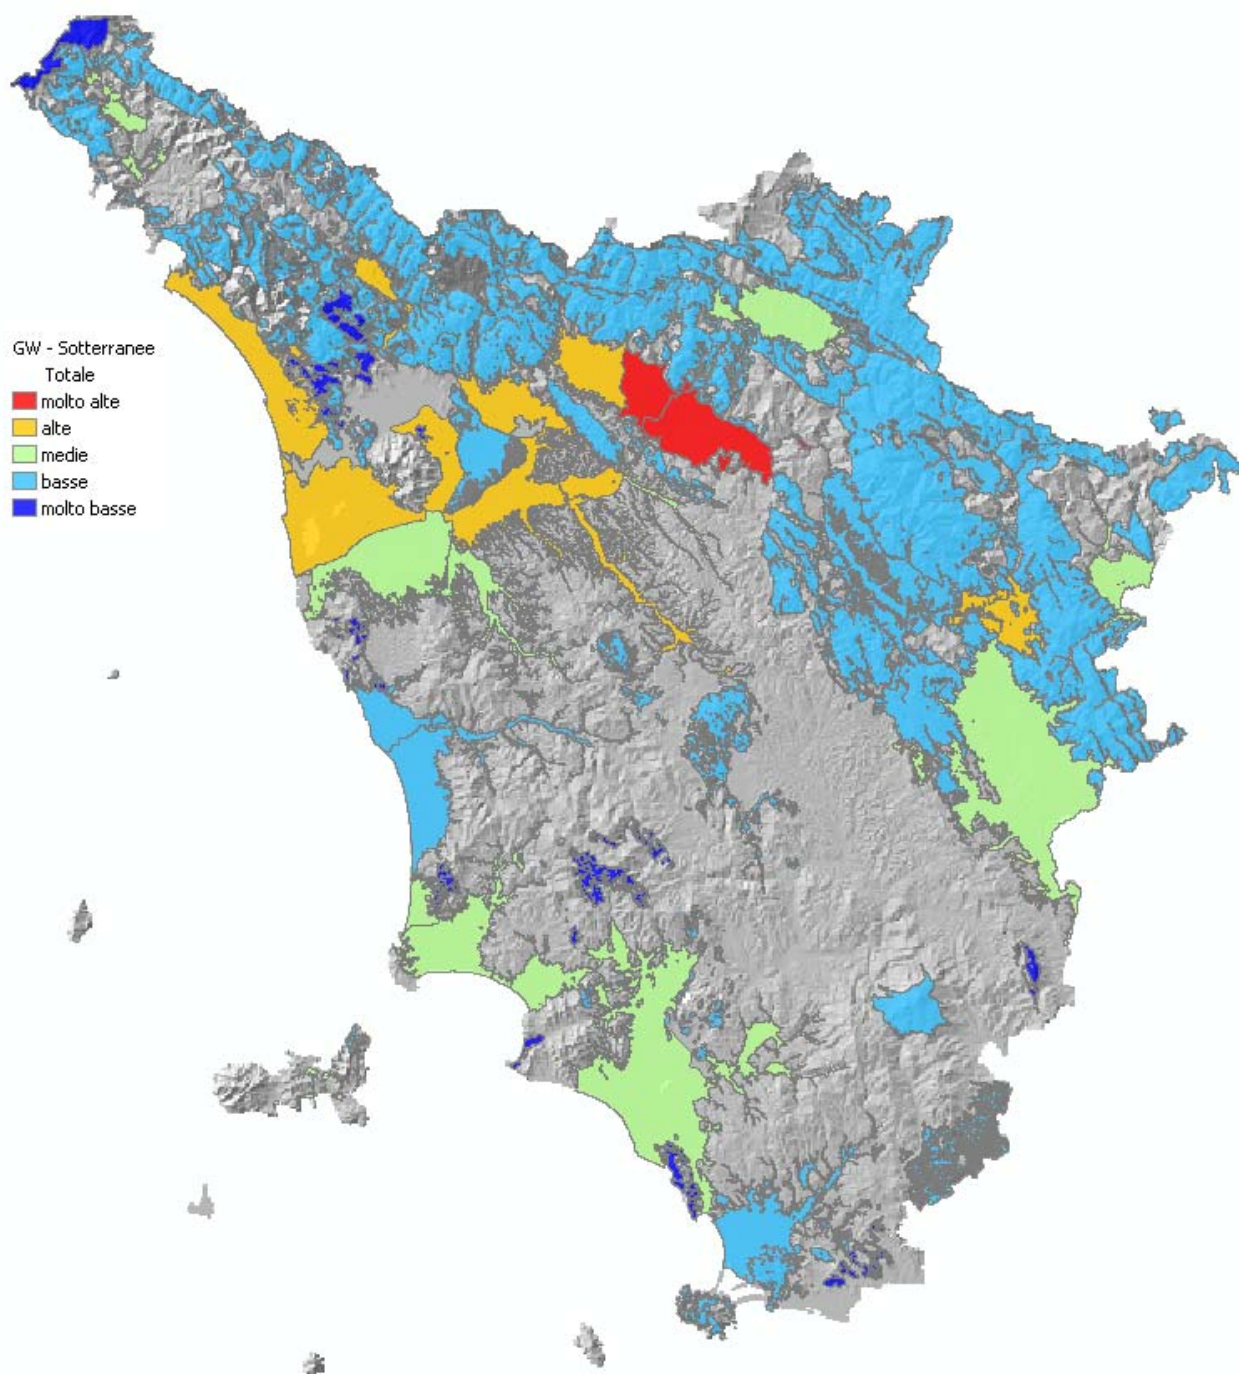 GW - Sotterranee
Totale
molto alte
alte
medie
basse
molto basse